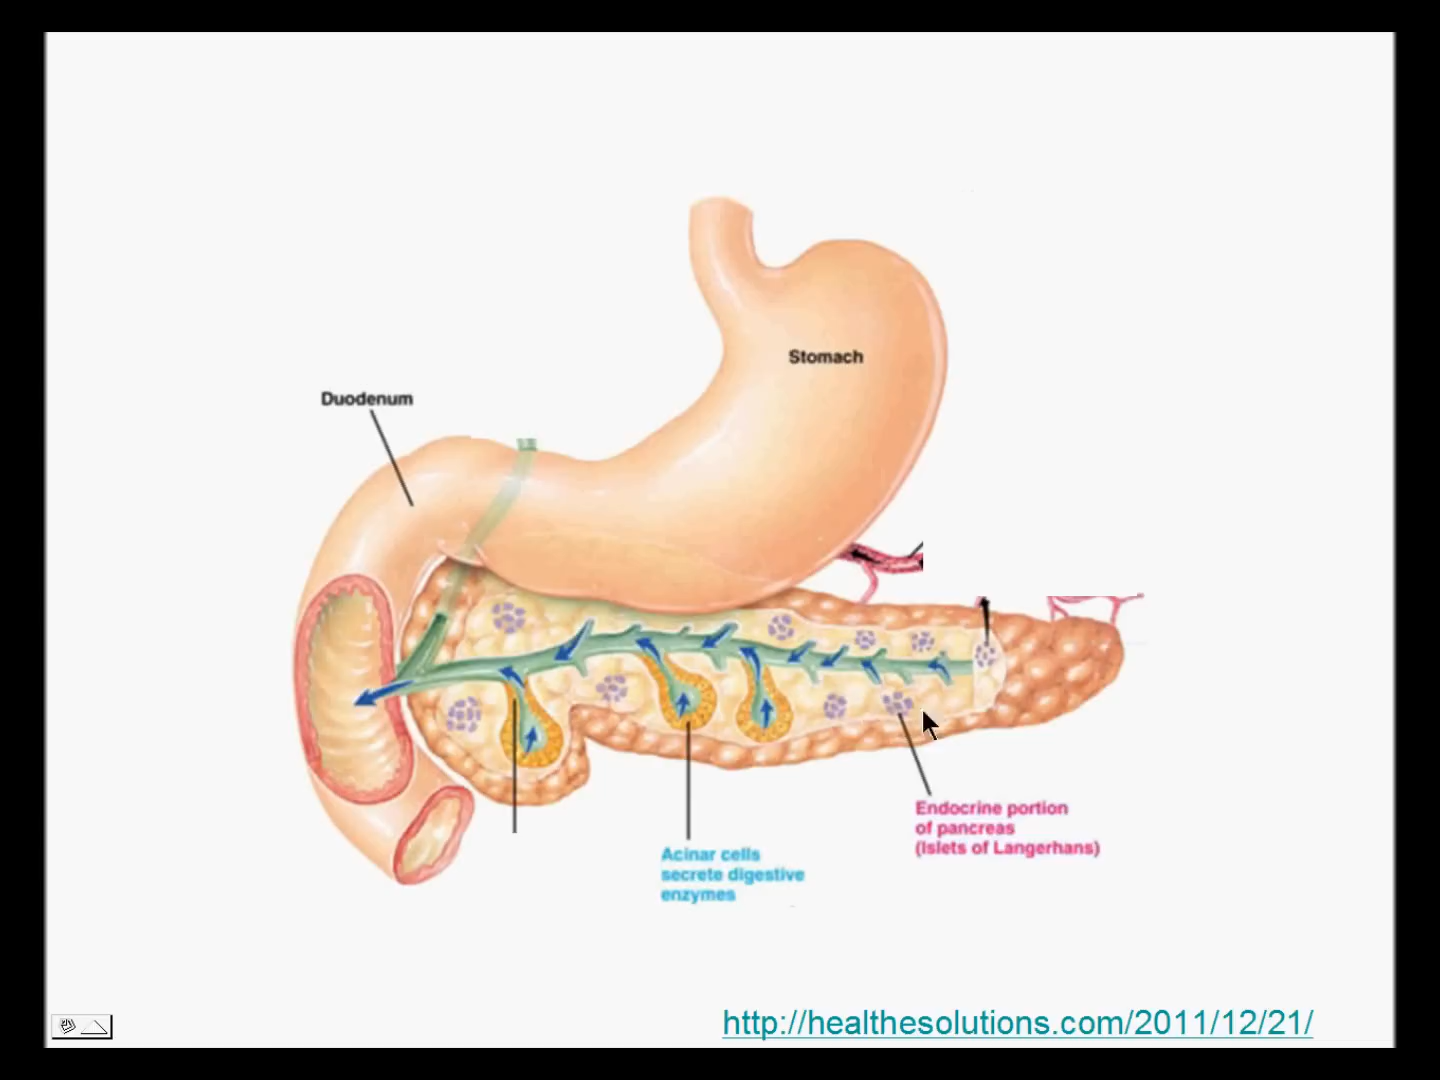 Stomach
Duodenum
Endocrine portion
of pancreas
(Islets of Langerhans)
Acinar cells
secrete digestive
enzymes
http://healthesolutions.com/2011/12/21/